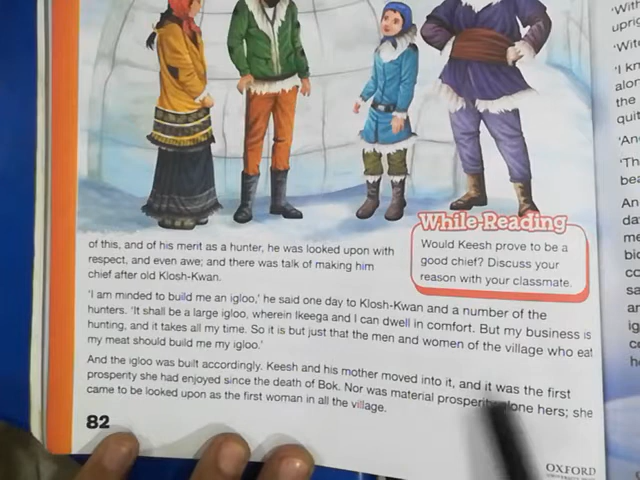 of this, and of his merit as a hunter, he was looked upon with
respect, and even awe; and there was talk of making him
chief after old Klosh-Kwan.
While-Reading
Would Keesh prove to be a
good chief? Discuss your
reason with your classmate.
'I am minded to build me an igloo,' he said one day to Klosh-Kwan and a number of the
hunters. 'It shall be a large igloo, wherein Ikeega and I can dwell in comfort. But my business is
hunting, and it takes all my time. So it is but just that the men and women of the village who eat
my meat should build me my igloo.'
And the igloo was built accordingly. Keesh and his mother moved into it, and it was the first
prosperity she had enjoyed since the death of Bok. Nor was material prosperity alone hers; she
came to be looked upon as the first woman in all the village.
82
OXFORD